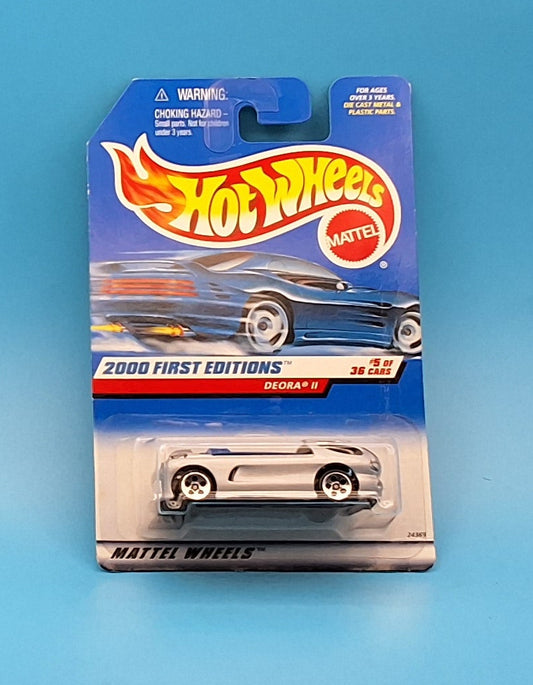 ⚠ WARNING:
CHOKING HAZARD –
Small parts. Not for children
under 3 years.
FOR AGES
OVER 3 YEARS.
DIE CAST METAL &
PLASTIC PARTS.
HOT WHEELS
MATTEL
®
2000 FIRST EDITIONS™
#5 OF
36 CARS
DEORA® II
24369
MATTEL WHEELS™